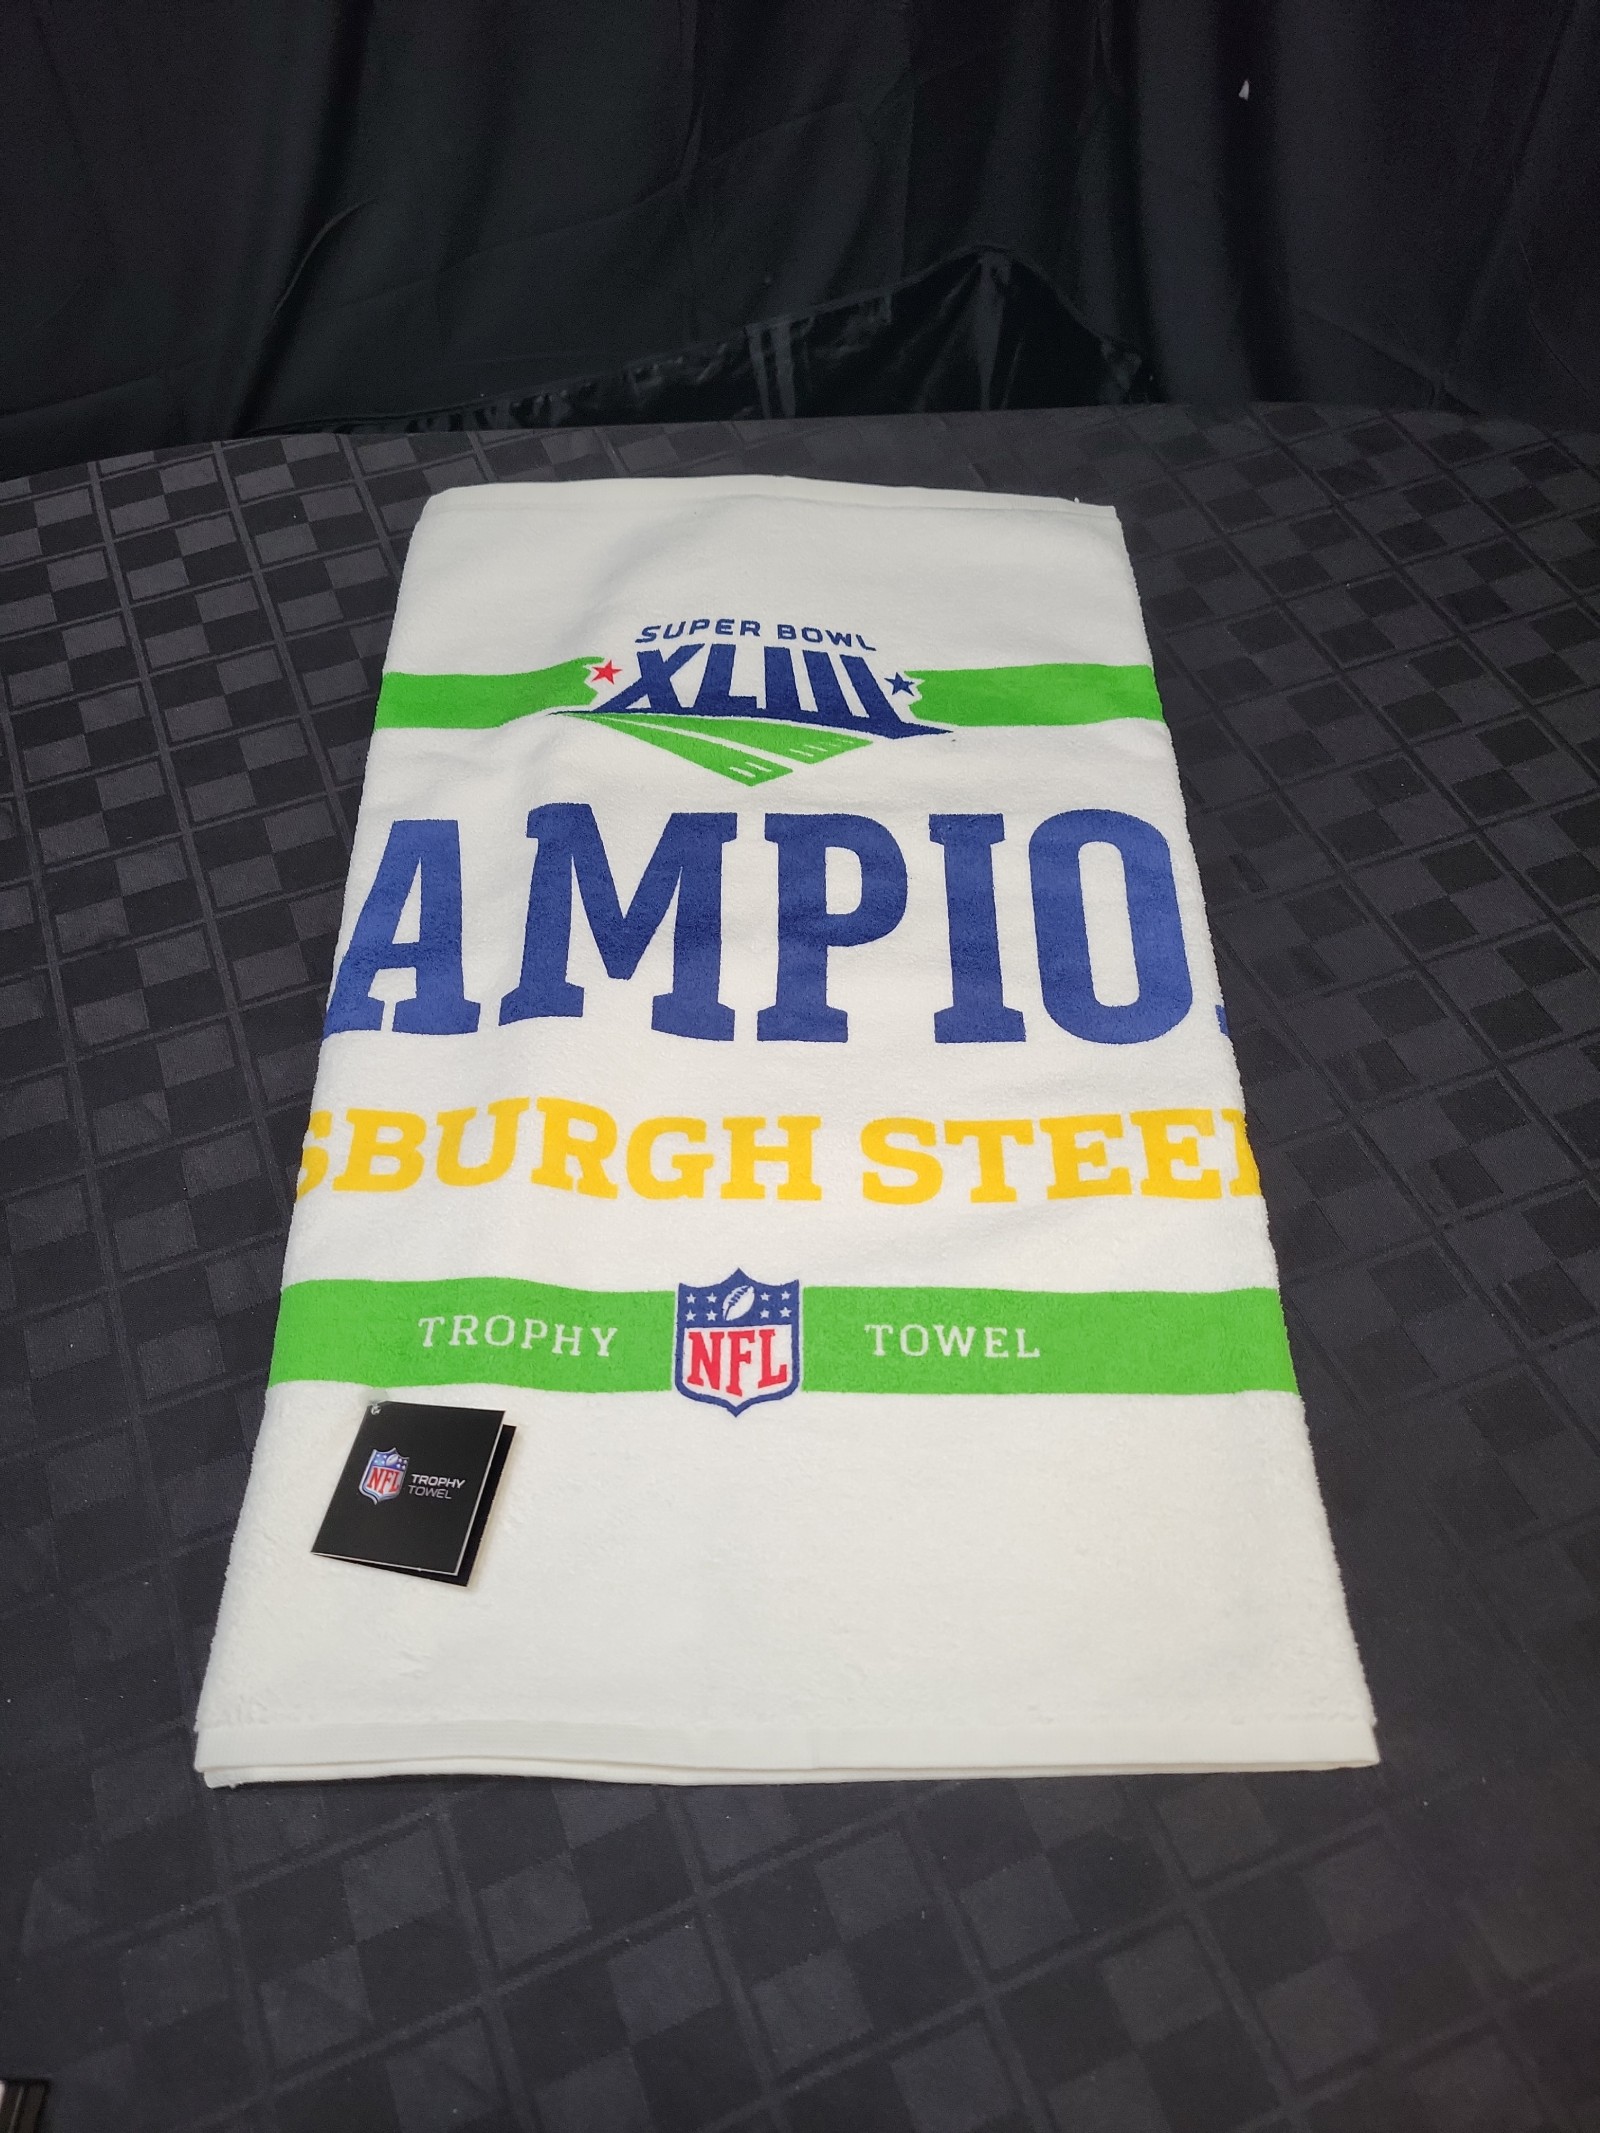 SUPER BOWL
XLIII
AMPIO
SBURGH STEE
TROPHY NFL TOWEL
NFL TROPHY
TOWEL